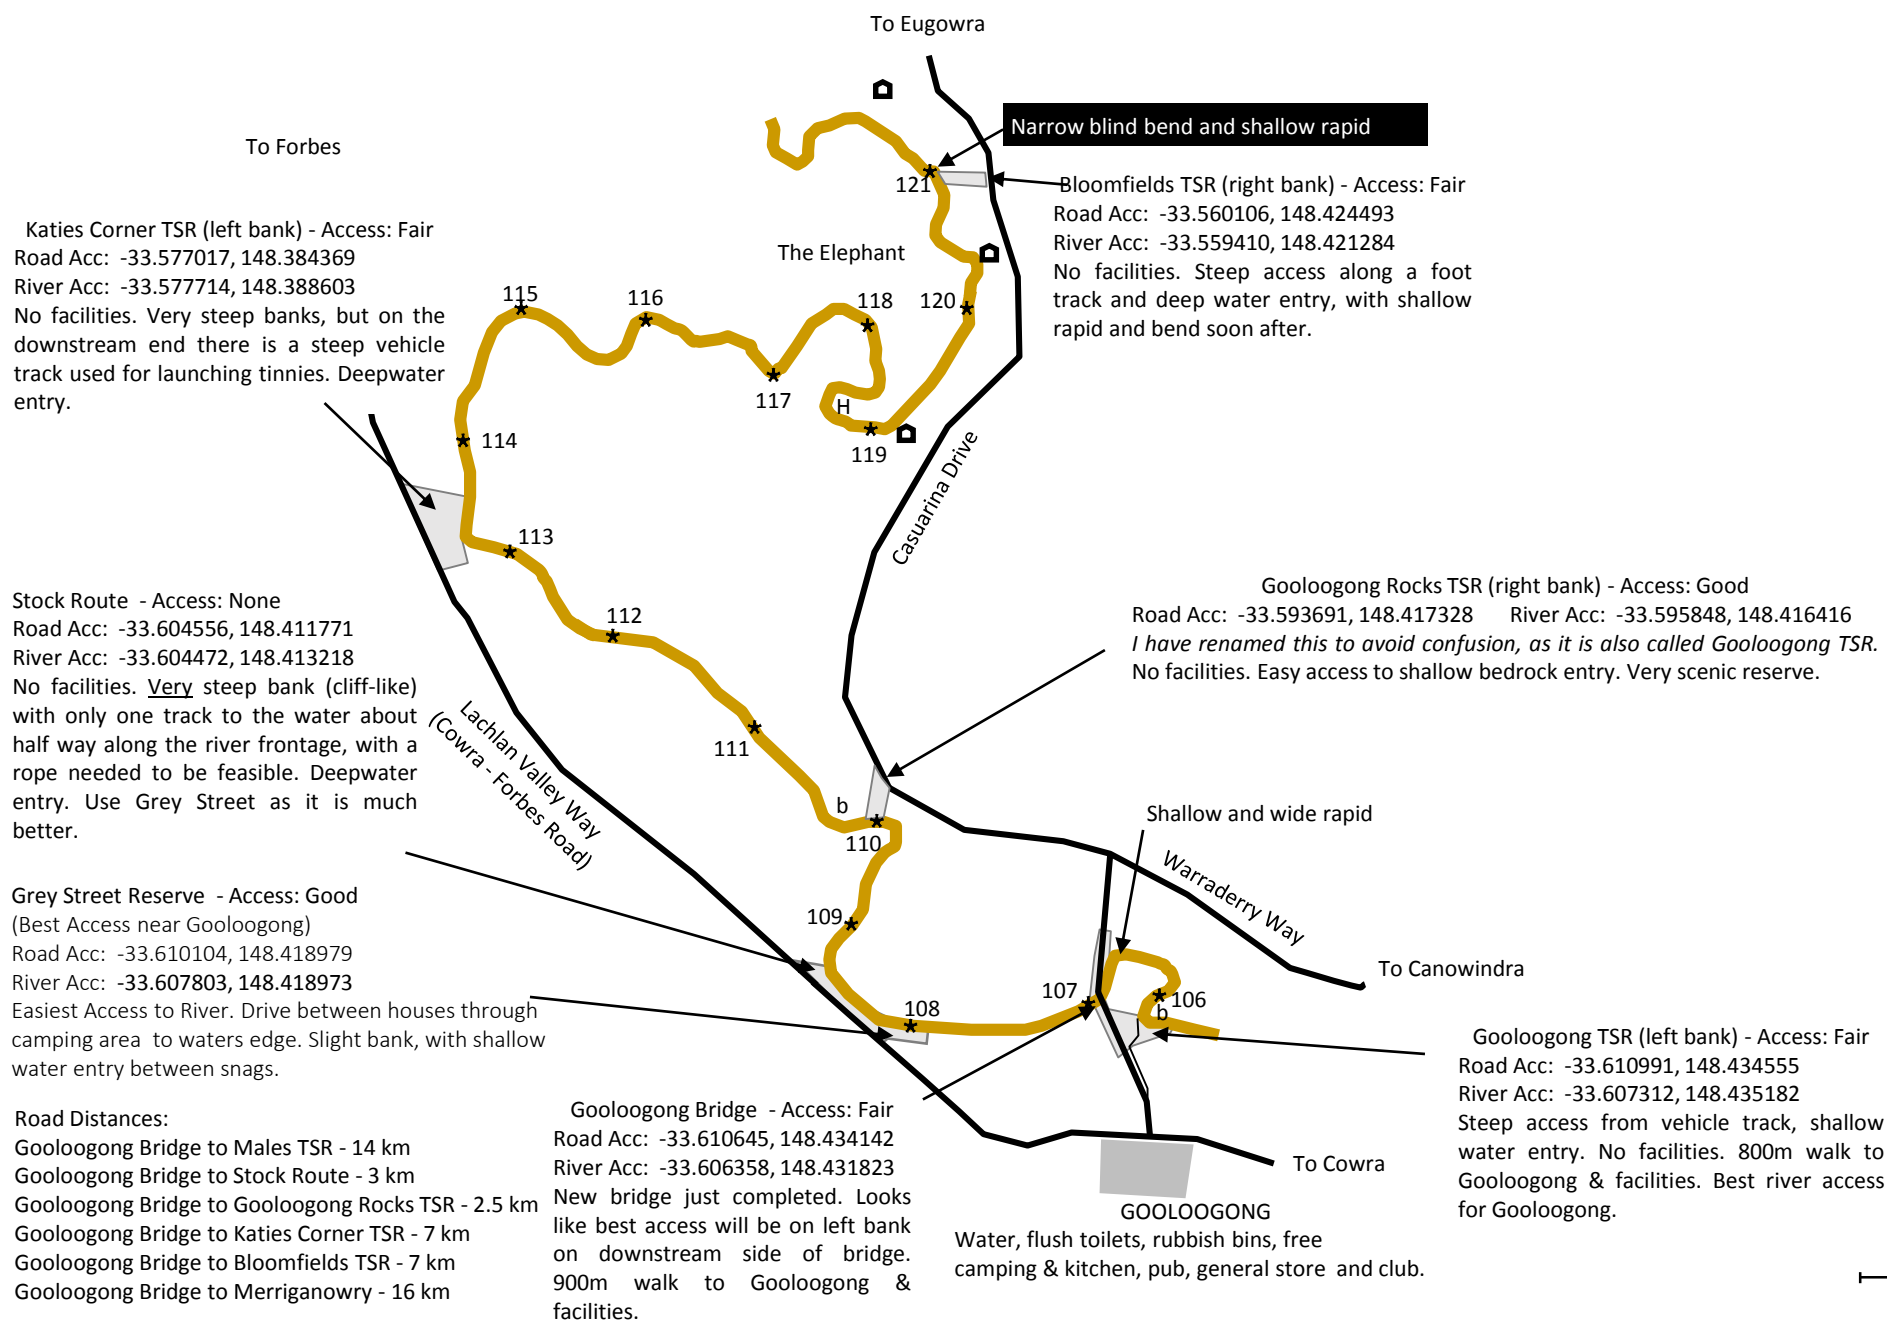 To Eugowra
Narrow blind bend and shallow rapid
To Forbes
121
Bloomfields TSR (right bank) - Access: Fair
Road Acc: -33.560106, 148.424493
River Acc: -33.559410, 148.421284
No facilities. Steep access along a foot
track and deep water entry, with shallow
rapid and bend soon after.
Katies Corner TSR (left bank) - Access: Fair
Road Acc: -33.577017, 148.384369
River Acc: -33.577714, 148.388603
No facilities. Very steep banks, but on the
downstream end there is a steep vehicle
track used for launching tinnies. Deepwater
entry.
The Elephant
115
116
118
120
117
H
119
114
Casuarina Drive
113
112
Gooloogong Rocks TSR (right bank) - Access: Good
Road Acc: -33.593691, 148.417328 River Acc: -33.595848, 148.416416
I have renamed this to avoid confusion, as it is also called Gooloogong TSR.
No facilities. Easy access to shallow bedrock entry. Very scenic reserve.
Stock Route - Access: None
Road Acc: -33.604556, 148.411771
River Acc: -33.604472, 148.413218
No facilities. Very steep bank (cliff-like)
with only one track to the water about
half way along the river frontage, with a
rope needed to be feasible. Deepwater
entry. Use Grey Street as it is much
better.
Lachlan Valley Way
(Cowra - Forbes Road)
111
b
110
Shallow and wide rapid
Warraderry Way
109
To Canowindra
107
106
b
108
Grey Street Reserve - Access: Good
(Best Access near Gooloogong)
Road Acc: -33.610104, 148.418979
River Acc: -33.607803, 148.418973
Easiest Access to River. Drive between houses through
camping area to waters edge. Slight bank, with shallow
water entry between snags.
Gooloogong TSR (left bank) - Access: Fair
Road Acc: -33.610991, 148.434555
River Acc: -33.607312, 148.435182
Steep access from vehicle track, shallow
water entry. No facilities. 800m walk to
Gooloogong & facilities. Best river access
for Gooloogong.
Road Distances:
Gooloogong Bridge to Males TSR - 14 km
Gooloogong Bridge to Stock Route - 3 km
Gooloogong Bridge to Gooloogong Rocks TSR - 2.5 km
Gooloogong Bridge to Katies Corner TSR - 7 km
Gooloogong Bridge to Bloomfields TSR - 7 km
Gooloogong Bridge to Merriganowry - 16 km
Gooloogong Bridge - Access: Fair
Road Acc: -33.610645, 148.434142
River Acc: -33.606358, 148.431823
New bridge just completed. Looks
like best access will be on left bank
on downstream side of bridge.
900m walk to Gooloogong &
facilities.
To Cowra
GOOLOOGONG
Water, flush toilets, rubbish bins, free
camping & kitchen, pub, general store and club.